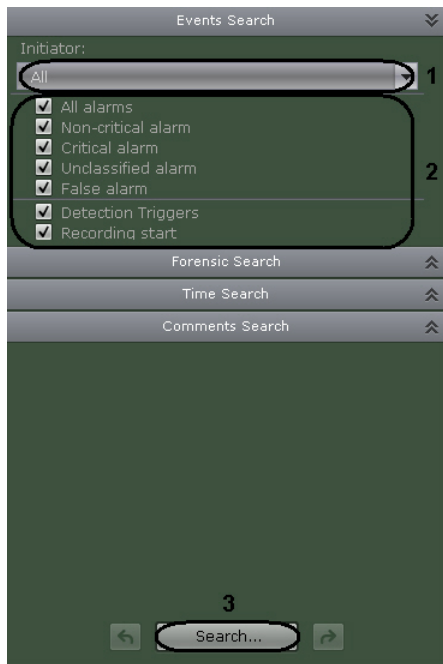 Events Search
Initiator:
All
1
All alarms
Non-critical alarm
Critical alarm
Unclassified alarm
False alarm
2
Detection Triggers
Recording start
Forensic Search
Time Search
Comments Search
3
Search...